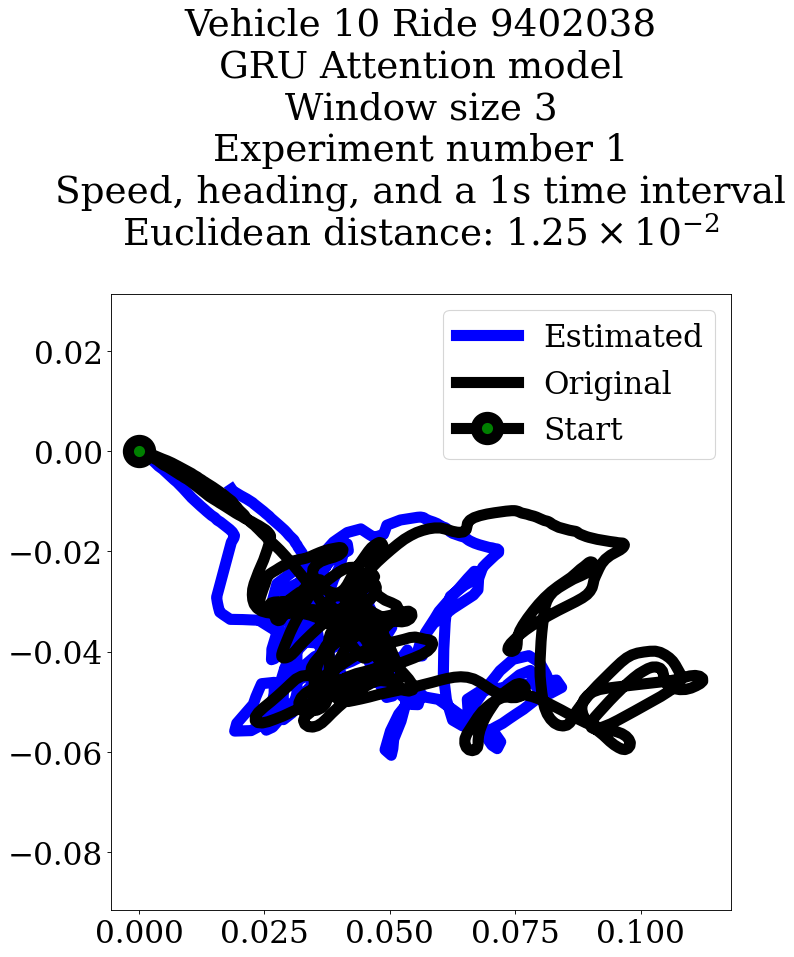 Vehicle 10 Ride 9402038
GRU Attention model
Window size 3
Experiment number 1
Speed, heading, and a 1s time interval
Euclidean distance: 1.25 × 10⁻²
Estimated
Original
Start
0.02
0.00
−0.02
−0.04
−0.06
−0.08
0.000 0.025 0.050 0.075 0.100